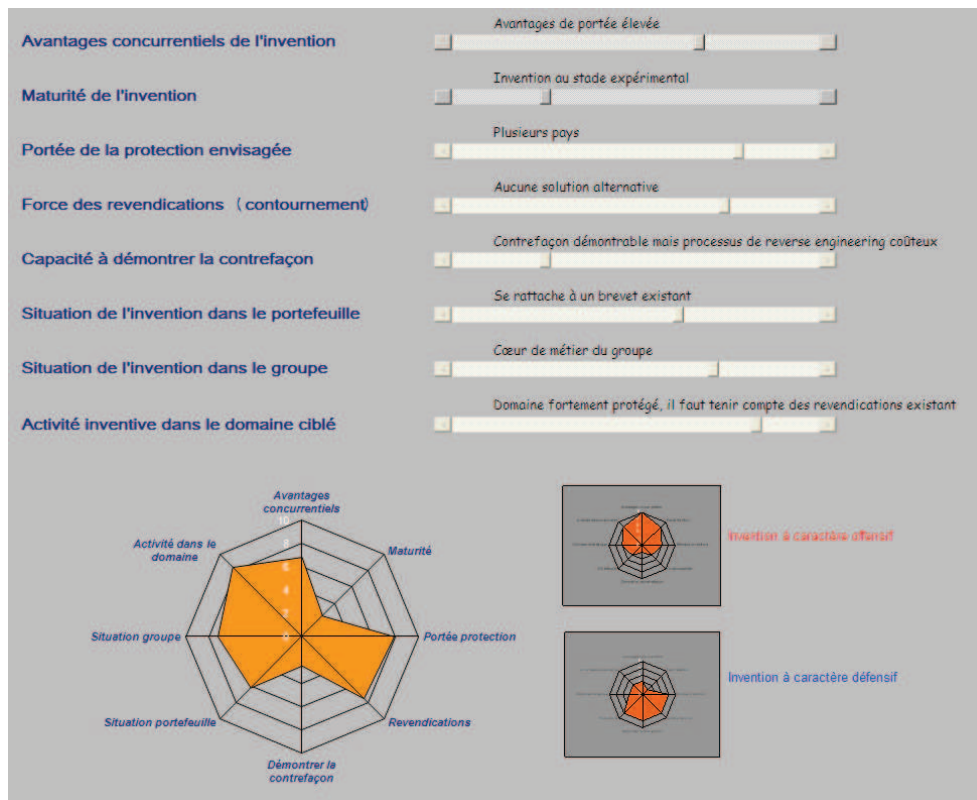 Avantages de portée élevée
Avantages concurrentiels de l'invention
Invention au stade expérimental
Maturité de l'invention
Plusieurs pays
Portée de la protection envisagée
Aucune solution alternative
Force des revendications (contournement)
Contrefaçon démontrable mais processus de reverse engineering coûteux
Capacité à démontrer la contrefaçon
Se rattache à un brevet existant
Situation de l'invention dans le portefeuille
Cœur de métier du groupe
Situation de l'invention dans le groupe
Domaine fortement protégé, il faut tenir compte des revendications existant
Activité inventive dans le domaine ciblé
Avantages
concurrentiels
10
Activité dans le
domaine
Maturité
8
6
4
2
0
Situation groupe
Portée protection
Situation portefeuille
Revendications
Démontrer la
contrefaçon
Invention à caractère offensif
Invention à caractère défensif